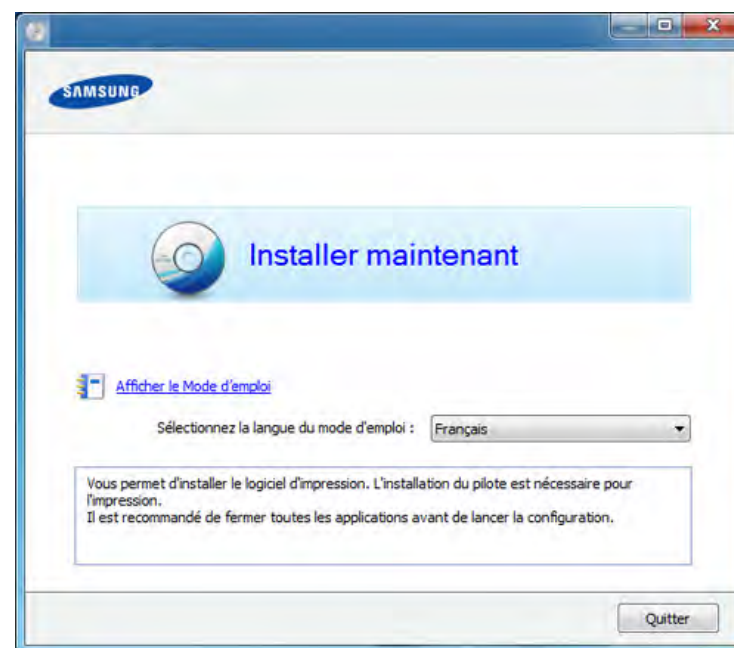 SAMSUNG
Installer maintenant
Afficher le Mode d'emploi
Sélectionnez la langue du mode d'emploi :  Français
Vous permet d'installer le logiciel d'impression. L'installation du pilote est nécessaire pour
l'impression.
Il est recommandé de fermer toutes les applications avant de lancer la configuration.
Quitter